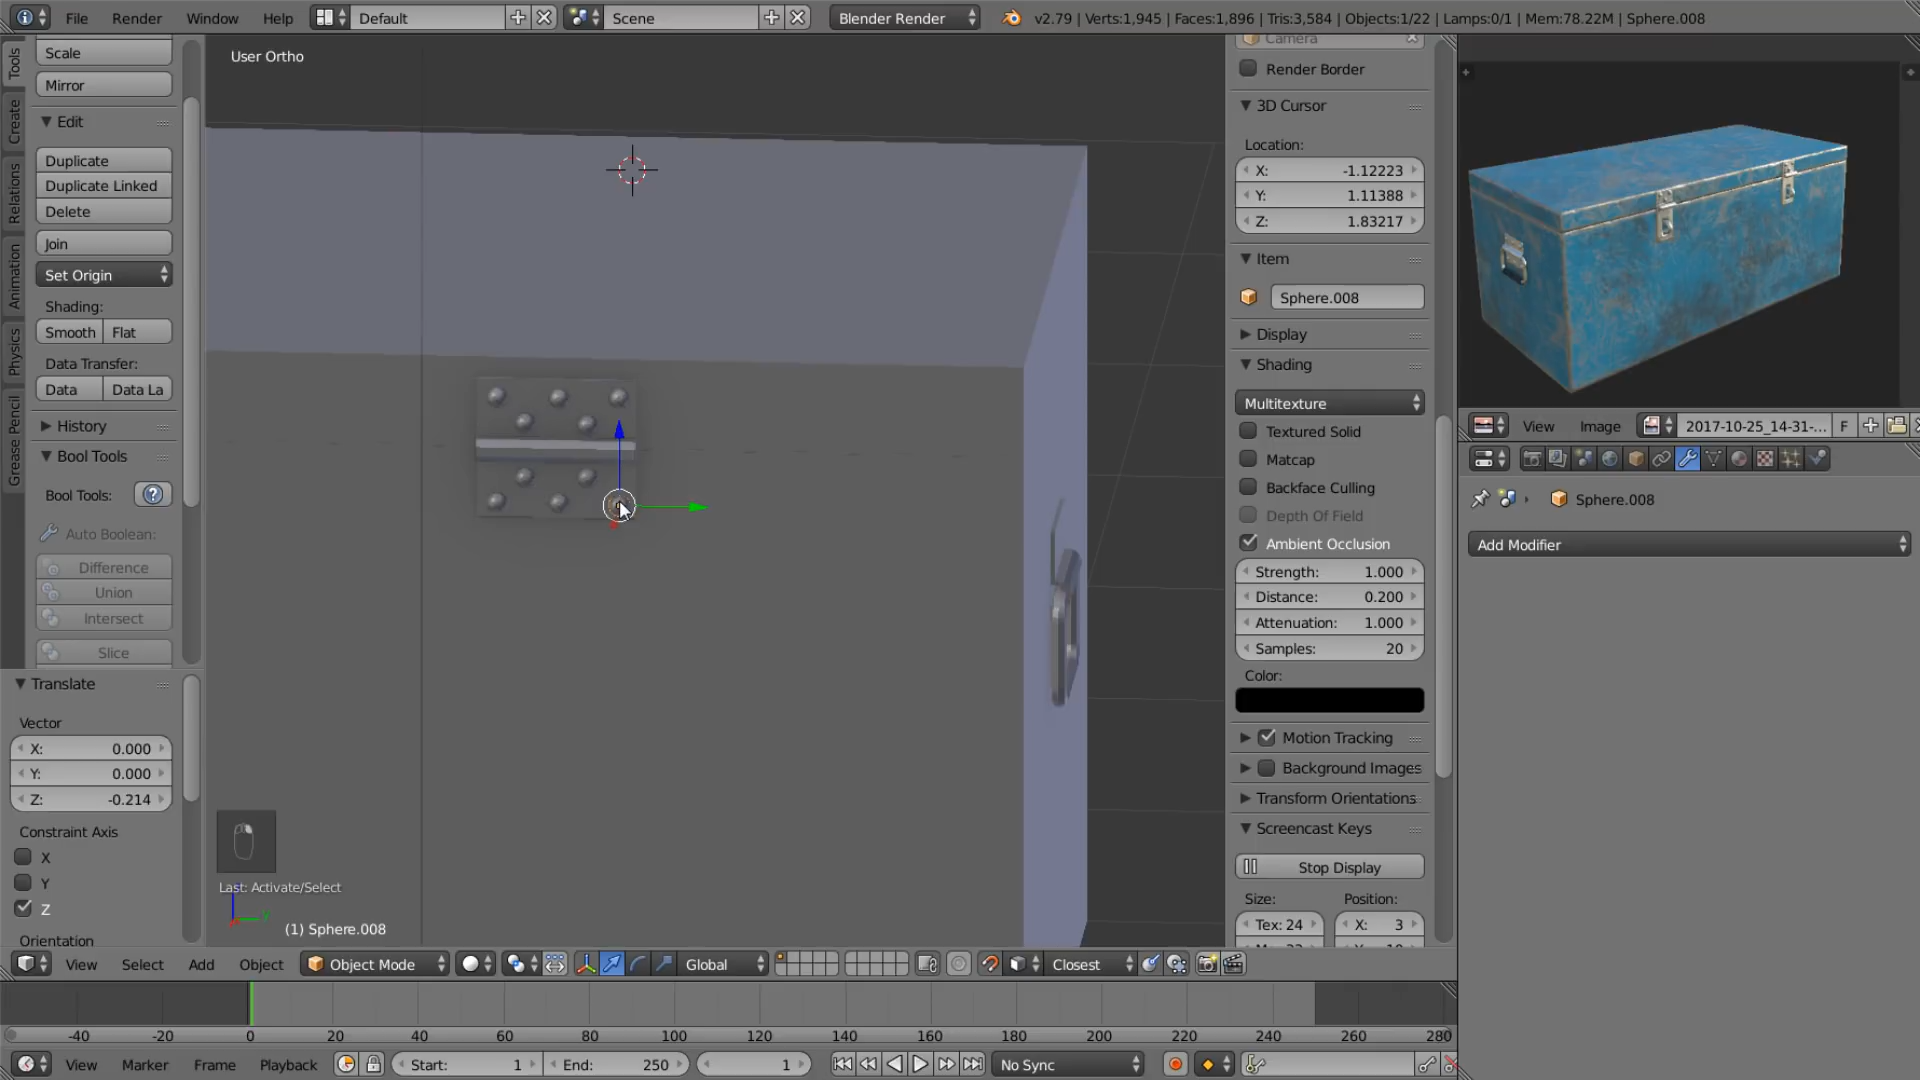 File Render Window Help Default Scene Blender Render v2.79 | Verts:1,945 | Faces:1,896 | Tris:3,584 | Objects:1/22 | Lamps:0/1 | Mem:78.22M | Sphere.008
Tools
Create
Relations
Animation
Physics
Grease Pencil
Scale
Mirror
Edit
Duplicate
Duplicate Linked
Delete
Join
Set Origin
Shading:
Smooth Flat
Data Transfer:
Data Data La
History
Bool Tools
Bool Tools:
Auto Boolean:
Difference
Union
Intersect
Slice
Translate
Vector
X: 0.000
Y: 0.000
Z: -0.214
Constraint Axis
X
Y
Z
Orientation
User Ortho
Last: Activate/Select
(1) Sphere.008
Camera
Render Border
3D Cursor
Location:
X: -1.12223
Y: 1.11388
Z: 1.83217
Item
Sphere.008
Display
Shading
Multitexture
Textured Solid
Matcap
Backface Culling
Depth Of Field
Ambient Occlusion
Strength: 1.000
Distance: 0.200
Attenuation: 1.000
Samples: 20
Color:
Motion Tracking
Background Images
Transform Orientations
Screencast Keys
Stop Display
Size: Position:
Tex: 24 X: 3
View Image 2017-10-25_14-31-... F
Sphere.008
Add Modifier
View Select Add Object Object Mode Global Closest
-40 -20 0 20 40 60 80 100 120 140 160 180 200 220 240 260 280
View Marker Frame Playback Start: 1 End: 250 1 No Sync